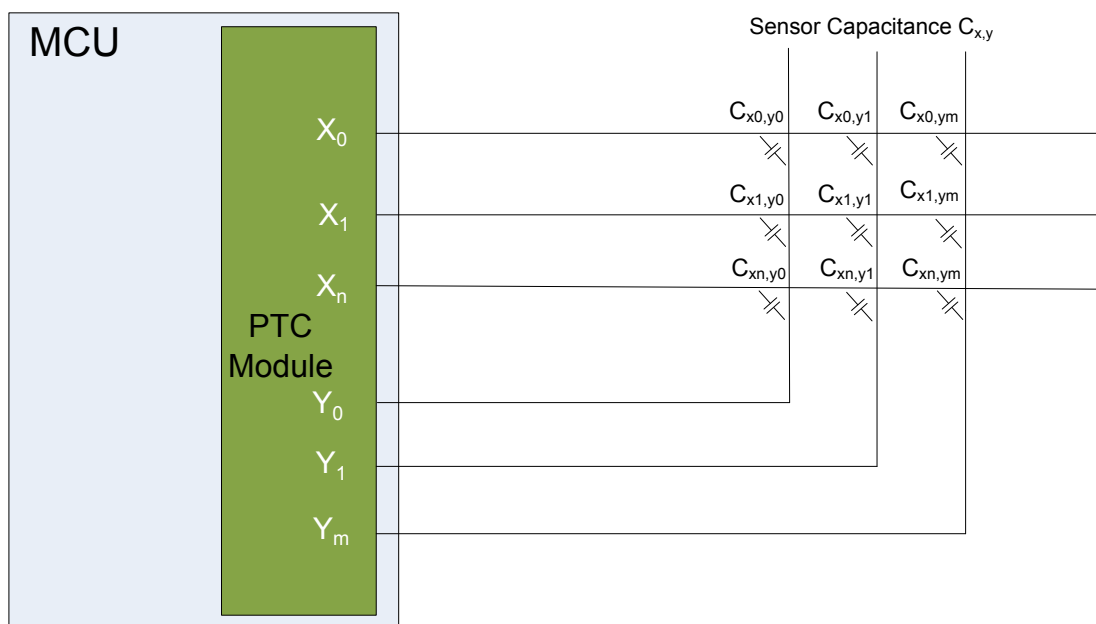 MCU
Sensor Capacitance Cx,y
X0
Cx0,y0 Cx0,y1 Cx0,ym
X1
Cx1,y0 Cx1,y1 Cx1,ym
Xn
Cxn,y0 Cxn,y1 Cxn,ym
PTC
Module
Y0
Y1
Ym